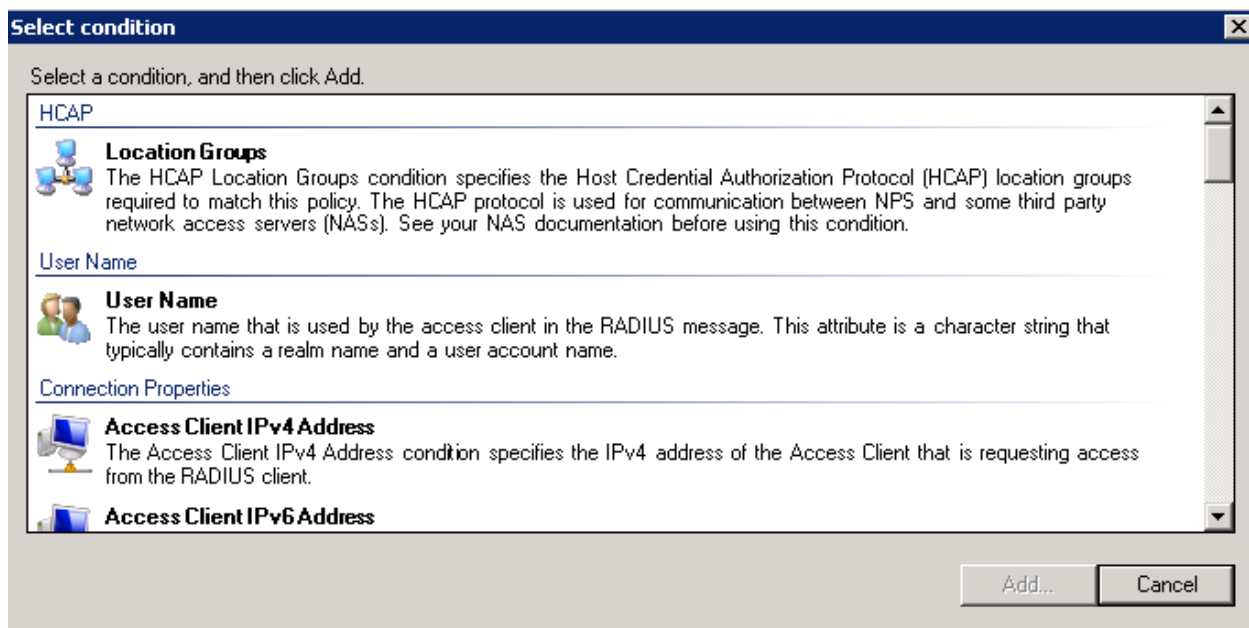 Select condition
Select a condition, and then click Add.
HCAP
Location Groups
The HCAP Location Groups condition specifies the Host Credential Authorization Protocol (HCAP) location groups
required to match this policy. The HCAP protocol is used for communication between NPS and some third party
network access servers (NASs). See your NAS documentation before using this condition.
User Name
User Name
The user name that is used by the access client in the RADIUS message. This attribute is a character string that
typically contains a realm name and a user account name.
Connection Properties
Access Client IPv4 Address
The Access Client IPv4 Address condition specifies the IPv4 address of the Access Client that is requesting access
from the RADIUS client.
Access Client IPv6 Address
Add...
Cancel